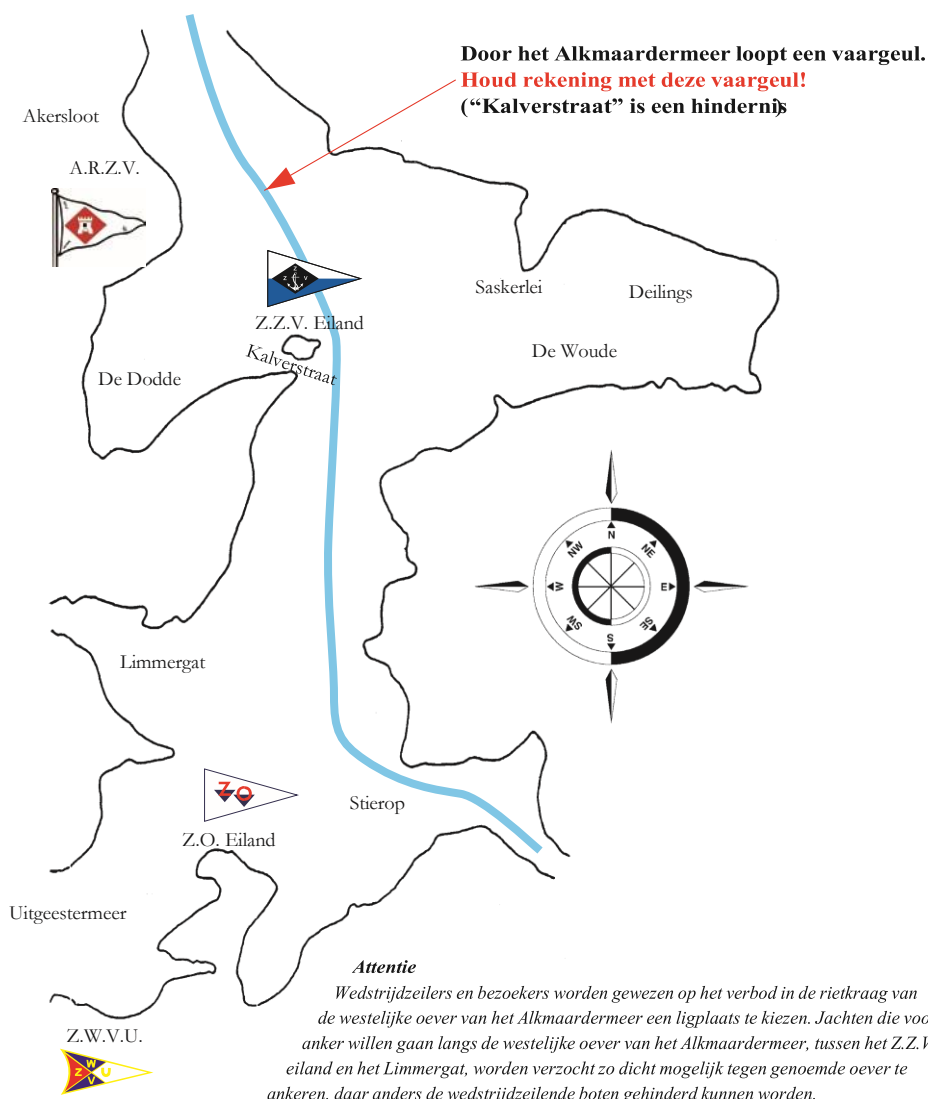 Door het Alkmaardermeer loopt een vaargeul.
Houd rekening met deze vaargeul!
(“Kalverstraat” is een hindernis)
Akersloot
A.R.Z.V.
Z
Z V
Z.Z.V. Eiland
Kalverstraat
De Dodde
Saskerlei
Deilings
De Woude
N
NE
E
SE
S
SW
W
NW
Limmergat
ZO
Z.O. Eiland
Stierop
Uitgeestermeer
Z.W.V.U.
W
Z U
V
Attentie
Wedstrijdzeilers en bezoekers worden gewezen op het verbod in de rietkraag van
de westelijke oever van het Alkmaardermeer een ligplaats te kiezen. Jachten die voo
anker willen gaan langs de westelijke oever van het Alkmaardermeer, tussen het Z.Z.V
eiland en het Limmergat, worden verzocht zo dicht mogelijk tegen genoemde oever te
ankeren, daar anders de wedstrijdzeilende boten gehinderd kunnen worden.